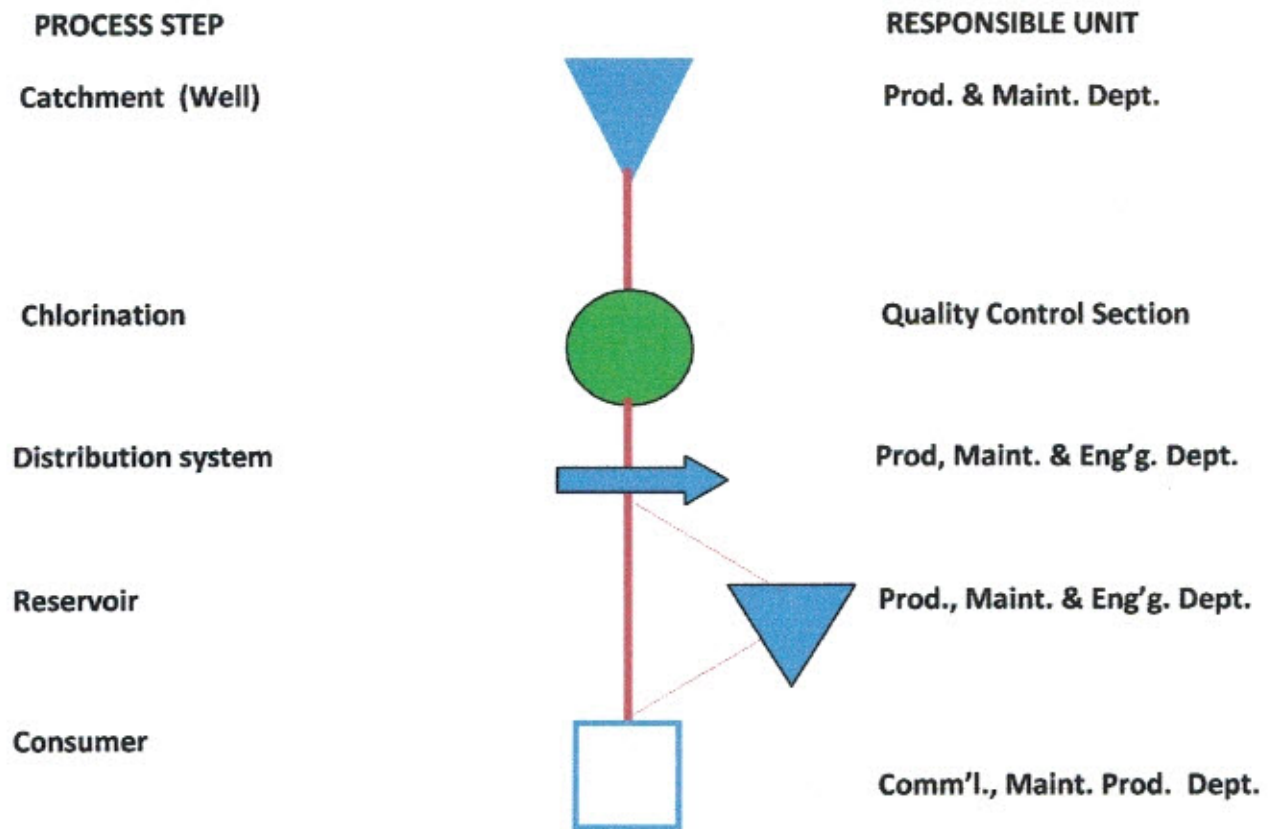 PROCESS STEP
RESPONSIBLE UNIT
Catchment (Well)
Prod. & Maint. Dept.
Chlorination
Quality Control Section
Distribution system
Prod, Maint. & Eng'g. Dept.
Reservoir
Prod., Maint. & Eng'g. Dept.
Consumer
Comm'l., Maint. Prod. Dept.